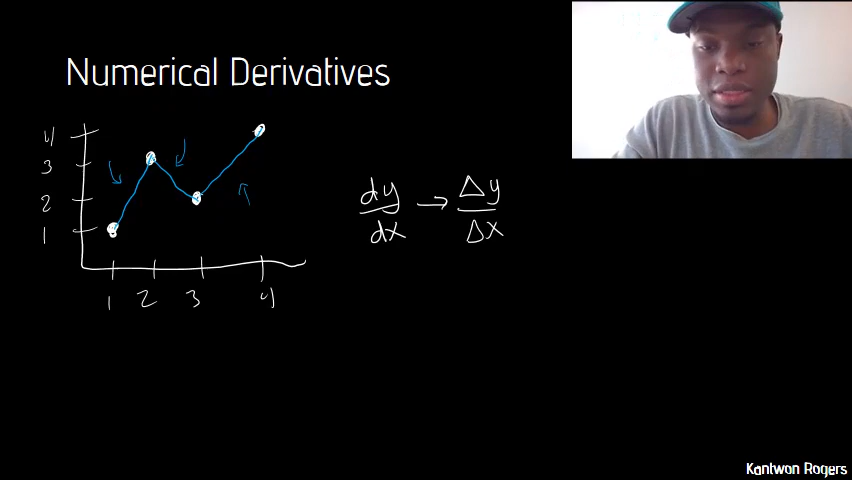 Numerical Derivatives
4
3
2
1
1 2 3 4
dy/dx → Δy/Δx
Kantwon Rogers